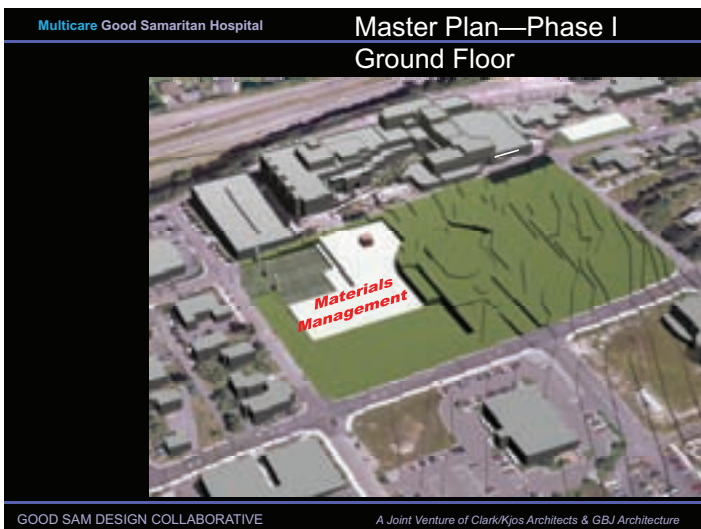 Multicare Good Samaritan Hospital
Master Plan—Phase I
Ground Floor
Materials
Management
GOOD SAM DESIGN COLLABORATIVE
A Joint Venture of Clark/Kjos Architects & GBJ Architecture